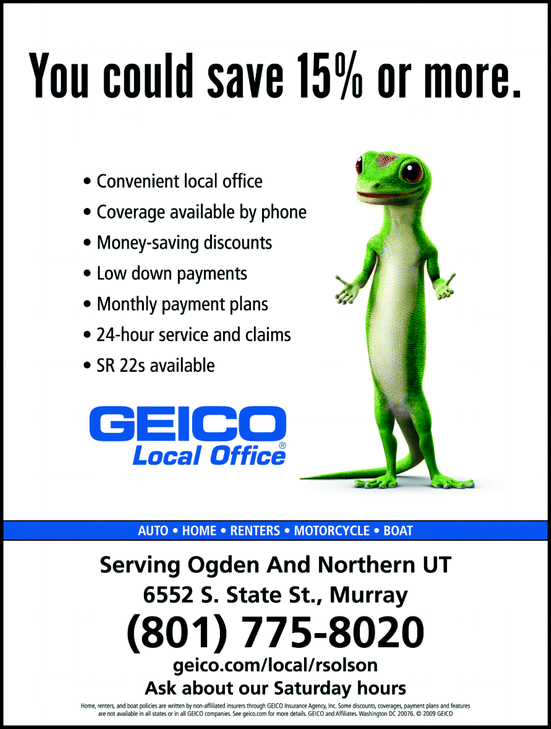 You could save 15% or more.
• Convenient local office
• Coverage available by phone
• Money-saving discounts
• Low down payments
• Monthly payment plans
• 24-hour service and claims
• SR 22s available
GEICO
Local Office®
AUTO • HOME • RENTERS • MOTORCYCLE • BOAT
Serving Ogden And Northern UT
6552 S. State St., Murray
(801) 775-8020
geico.com/local/rsolson
Ask about our Saturday hours
Home, renters, and boat policies are written by non-affiliated insurers through GEICO Insurance Agency, Inc. Some discounts, coverages, payment plans and features
are not available in all states or in all GEICO companies. See geico.com for more details. GEICO and Affiliates. Washington DC 20076. © 2009 GEICO